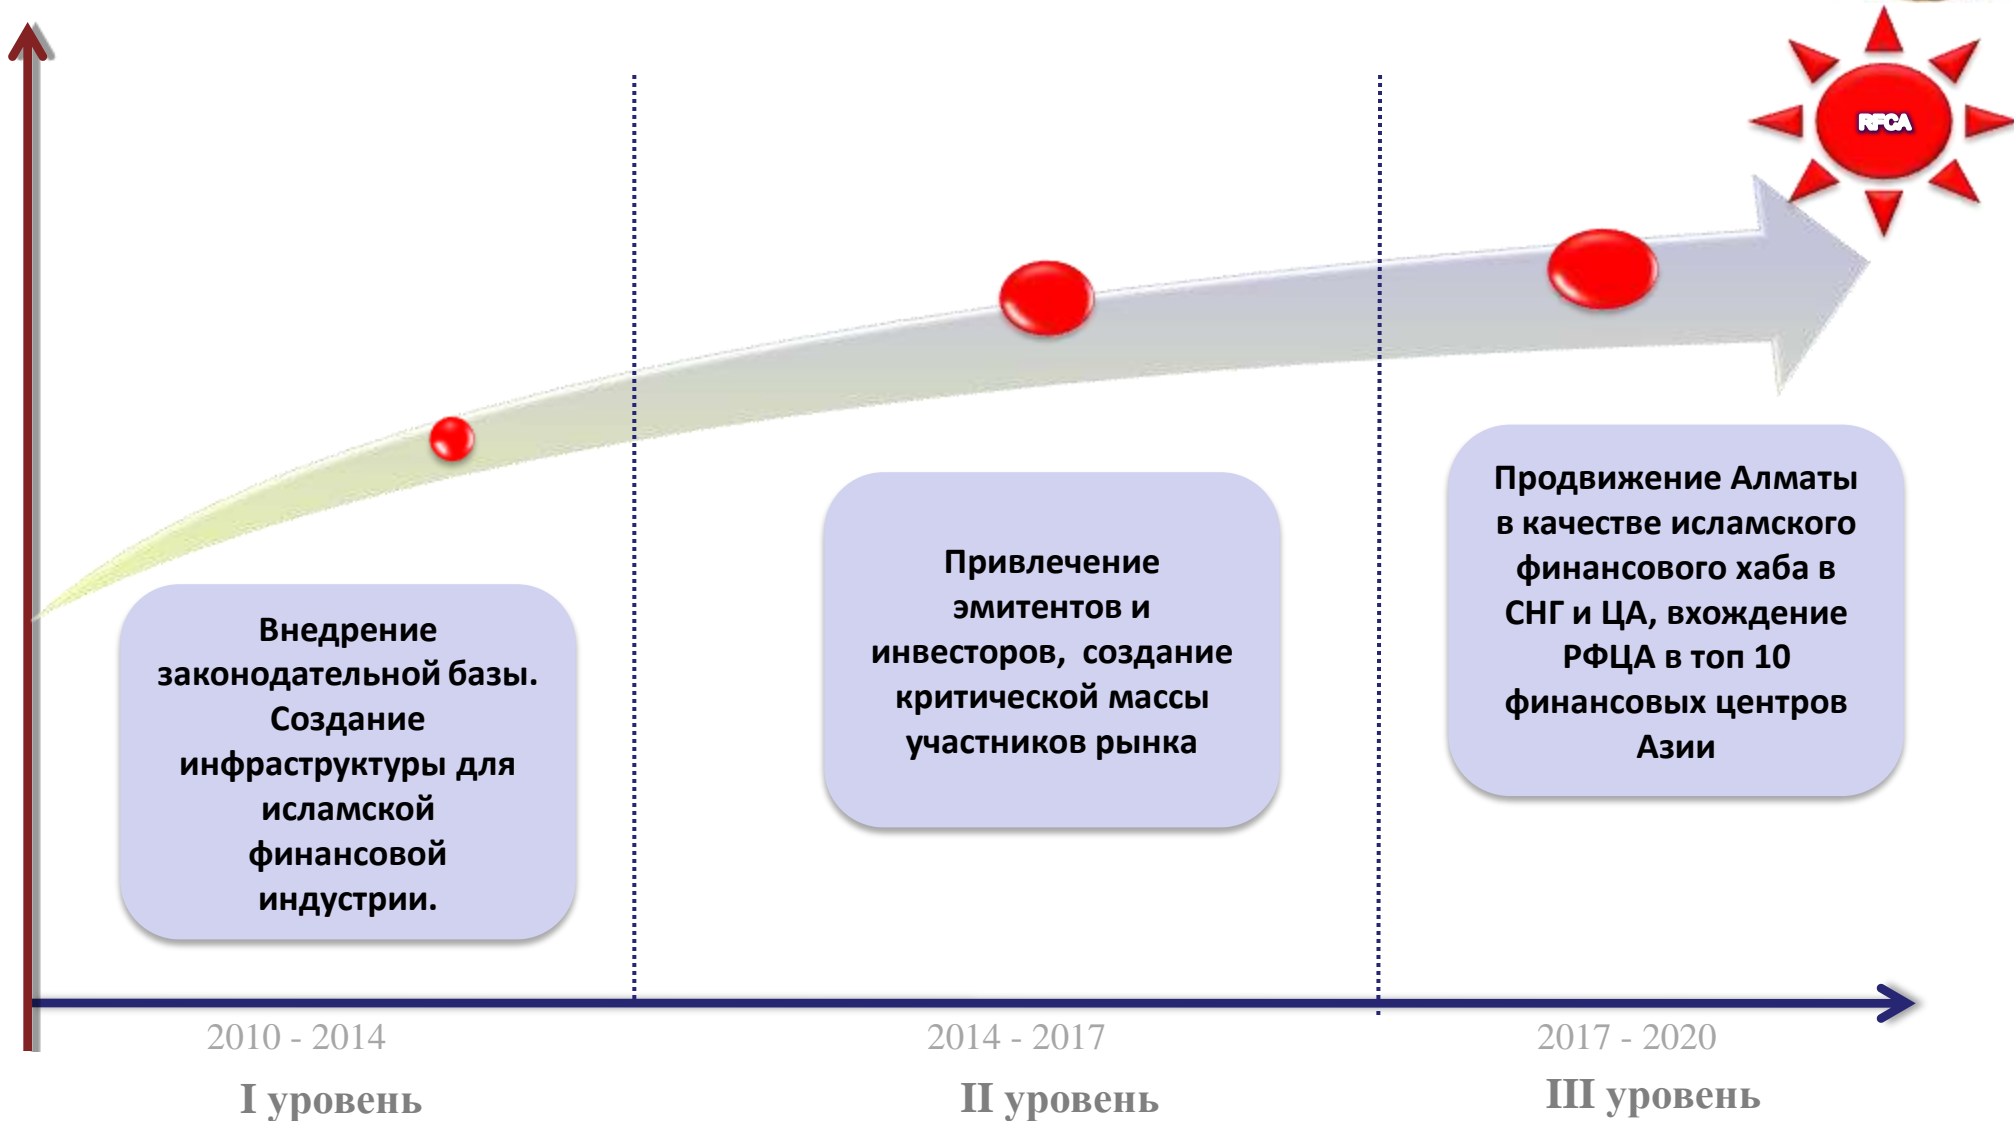 RFCA
Внедрение
законодательной базы.
Создание
инфраструктуры для
исламской
финансовой
индустрии.
Привлечение
эмитентов и
инвесторов, создание
критической массы
участников рынка
Продвижение Алматы
в качестве исламского
финансового хаба в
СНГ и ЦА, вхождение
РФЦА в топ 10
финансовых центров
Азии
2010 - 2014
2014 - 2017
2017 - 2020
I уровень
II уровень
III уровень